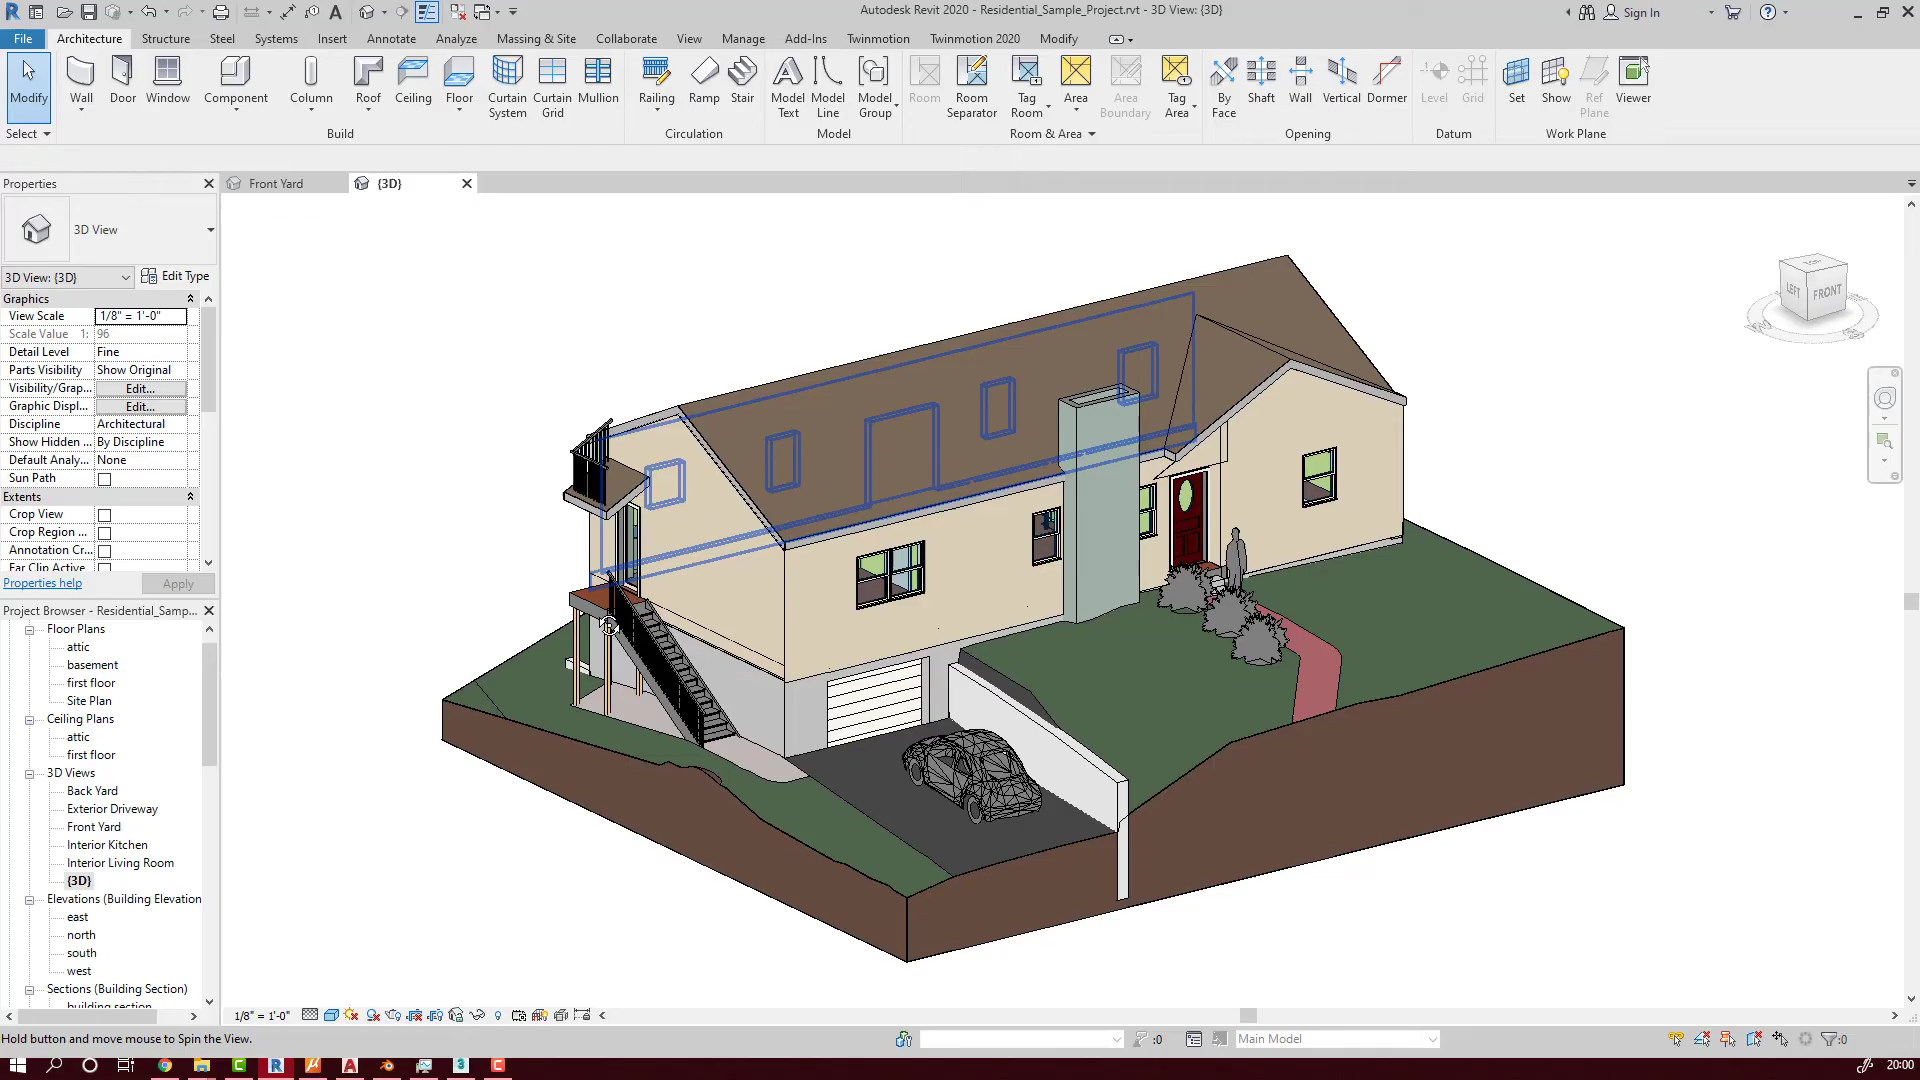 Autodesk Revit 2020 - Residential_Sample_Project.rvt - 3D View: {3D}
Sign In
File Architecture Structure Steel Systems Insert Annotate Analyze Massing & Site Collaborate View Manage Add-Ins Twinmotion Twinmotion 2020 Modify
Modify Wall Door Window Component Column Roof Ceiling Floor Curtain System Curtain Grid Mullion Railing Ramp Stair Model Text Model Line Model Group Room Room Separator Tag Room Area Area Boundary Tag Area By Face Shaft Wall Vertical Dormer Level Grid Set Show Ref Plane Viewer
Select Build Circulation Model Room & Area Opening Datum Work Plane
Properties
Front Yard {3D}
3D View
3D View: {3D} Edit Type
Graphics
View Scale 1/8" = 1'-0"
Scale Value 1: 96
Detail Level Fine
Parts Visibility Show Original
Visibility/Grap... Edit...
Graphic Displ... Edit...
Discipline Architectural
Show Hidden ... By Discipline
Default Analy... None
Sun Path
Extents
Crop View
Crop Region ...
Annotation Cr...
Far Clip Active
Properties help Apply
LEFT FRONT
Project Browser - Residential_Samp...
Floor Plans
attic
basement
first floor
Site Plan
Ceiling Plans
attic
first floor
3D Views
Back Yard
Exterior Driveway
Front Yard
Interior Kitchen
Interior Living Room
{3D}
Elevations (Building Elevation
east
north
south
west
Sections (Building Section)
building section
1/8" = 1'-0"
Hold button and move mouse to Spin the View.
:0
Main Model
:0
20:00